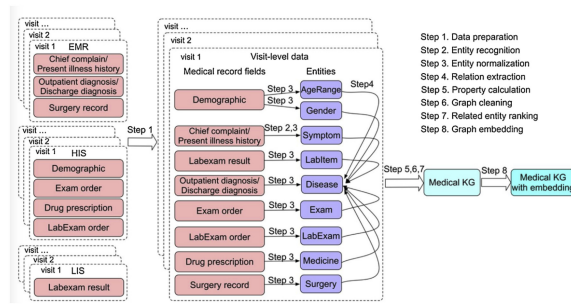 visit ...
visit 2
visit 1 EMR
Chief complain/
Present illness history
Outpatient diagnosis/
Discharge diagnosis
Surgery record
visit ...
visit 2
visit 1 HIS
Demographic
Exam order
Drug prescription
LabExam order
visit ...
visit 2
visit 1 LIS
Labexam result
Step 1
visit ...
visit 2
visit 1 Visit-level data
Medical record fields Entities
Demographic Step 3 AgeRange Step4
Step 3 Gender
Chief complaint/
Present illness history Step 2,3 Symptom
Labexam result Step 3 LabItem
Outpatient diagnosis/
Discharge diagnosis Step 3 Disease
Exam order Step 3 Exam
LabExam order Step 3 LabExam
Drug prescription Step 3 Medicine
Surgery record Step 3 Surgery
Step 5,6,7
Medical KG
Step 8
Medical KG
with embedding
Step 1. Data preparation
Step 2. Entity recognition
Step 3. Entity normalization
Step 4. Relation extraction
Step 5. Property calculation
Step 6. Graph cleaning
Step 7. Related entity ranking
Step 8. Graph embedding